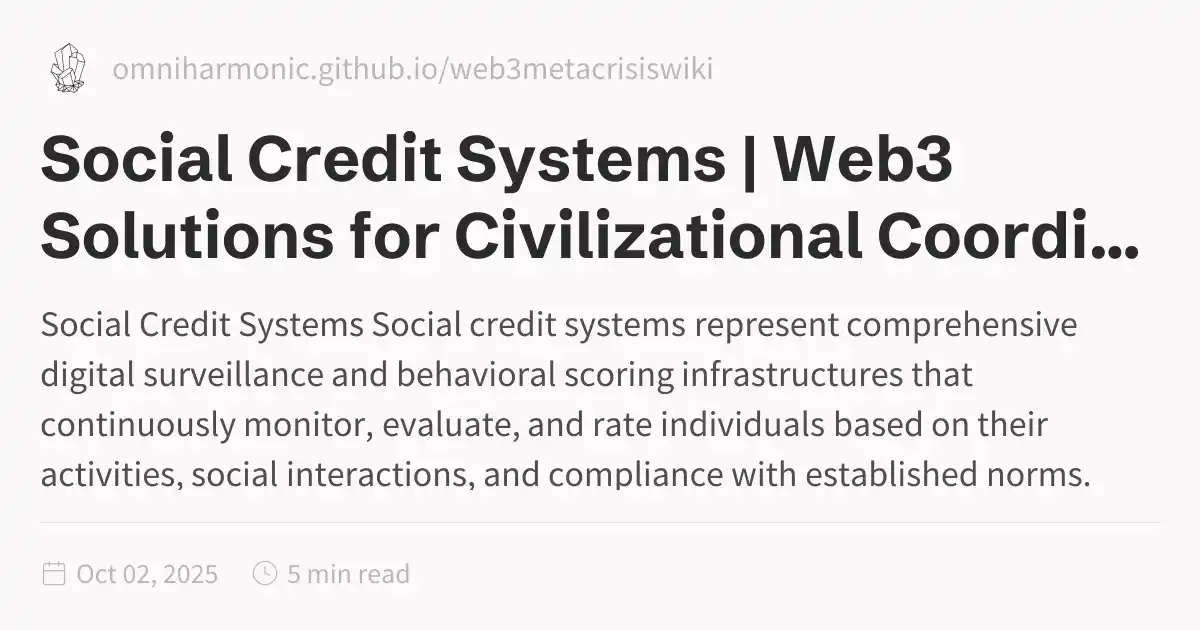 omniharmonic.github.io/web3metacrisiswiki
Social Credit Systems | Web3
Solutions for Civilizational Coordi...
Social Credit Systems Social credit systems represent comprehensive
digital surveillance and behavioral scoring infrastructures that
continuously monitor, evaluate, and rate individuals based on their
activities, social interactions, and compliance with established norms.
Oct 02, 2025 5 min read